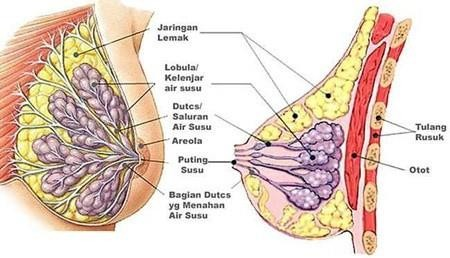 Jaringan
Lemak
Lobula/
Kelenjar
air susu
Dutcs/
Saluran
Air Susu
Areola
Puting
Susu
Bagian Dutcs
yg Menahan
Air Susu
Tulang
Rusuk
Otot